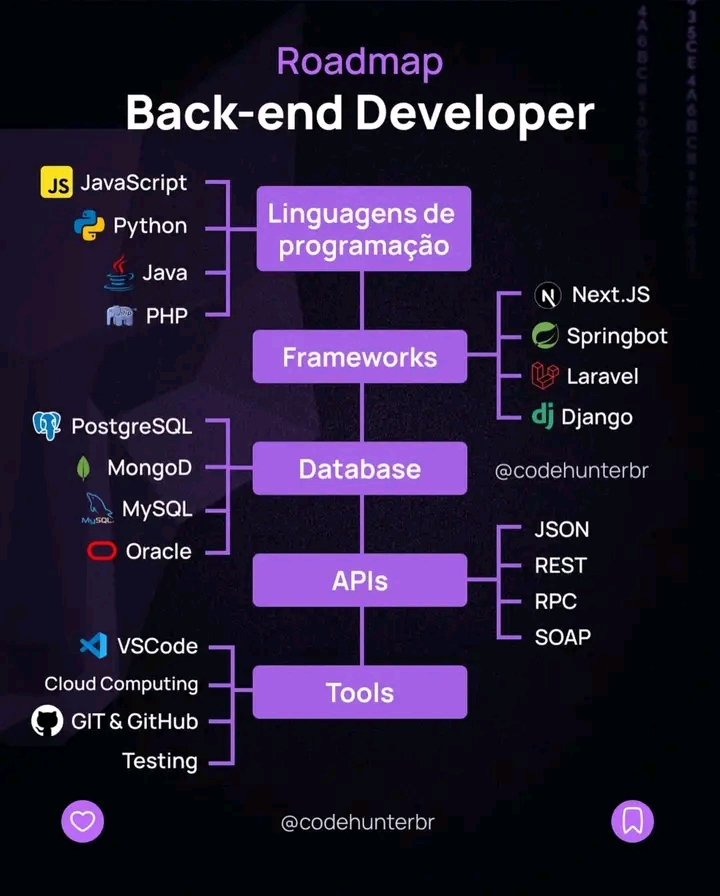 Roadmap
Back-end Developer
JS JavaScript
Python
Java
PHP
Linguagens de
programação
Frameworks
N Next.JS
Springbot
Laravel
dj Django
PostgreSQL
MongoD
MySQL MySQL
Oracle
Database
@codehunterbr
APIs
JSON
REST
RPC
SOAP
VSCode
Cloud Computing
GIT & GitHub
Testing
Tools
@codehunterbr